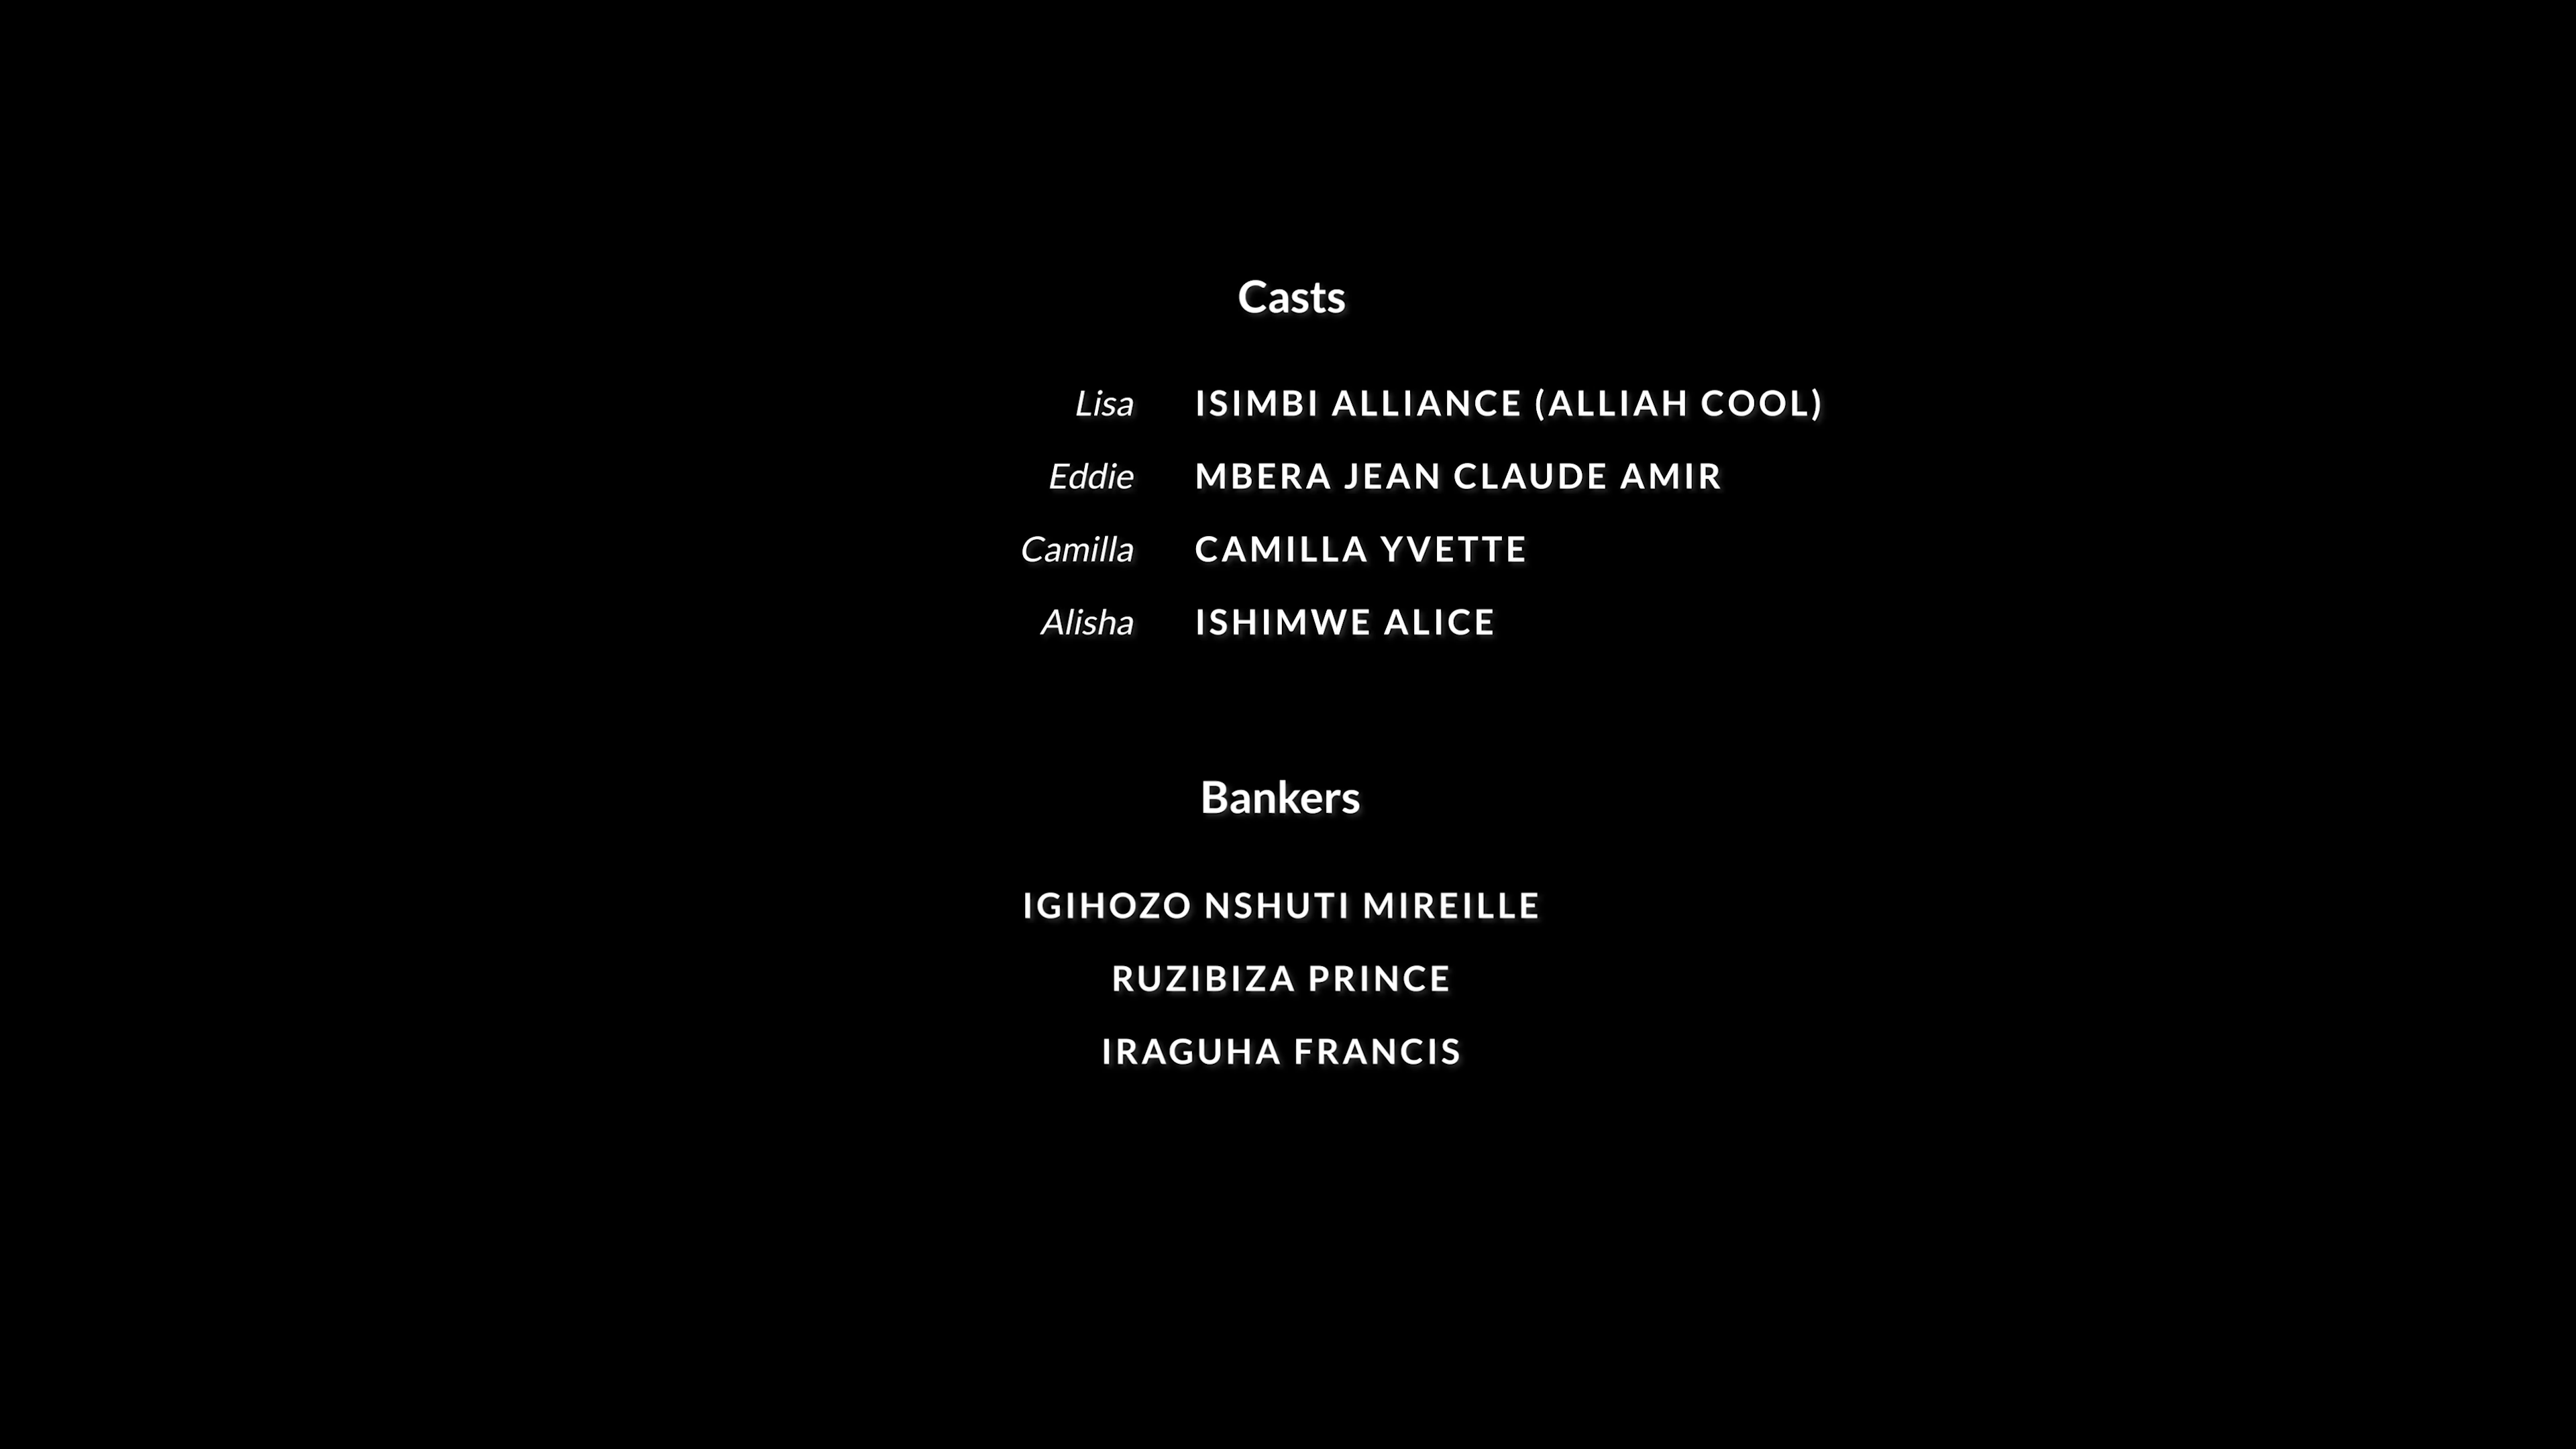 Casts
Lisa ISIMBI ALLIANCE (ALLIAH COOL)
Eddie MBERA JEAN CLAUDE AMIR
Camilla CAMILLA YVETTE
Alisha ISHIMWE ALICE
Bankers
IGIHOZO NSHUTI MIREILLE
RUZIBIZA PRINCE
IRAGUHA FRANCIS